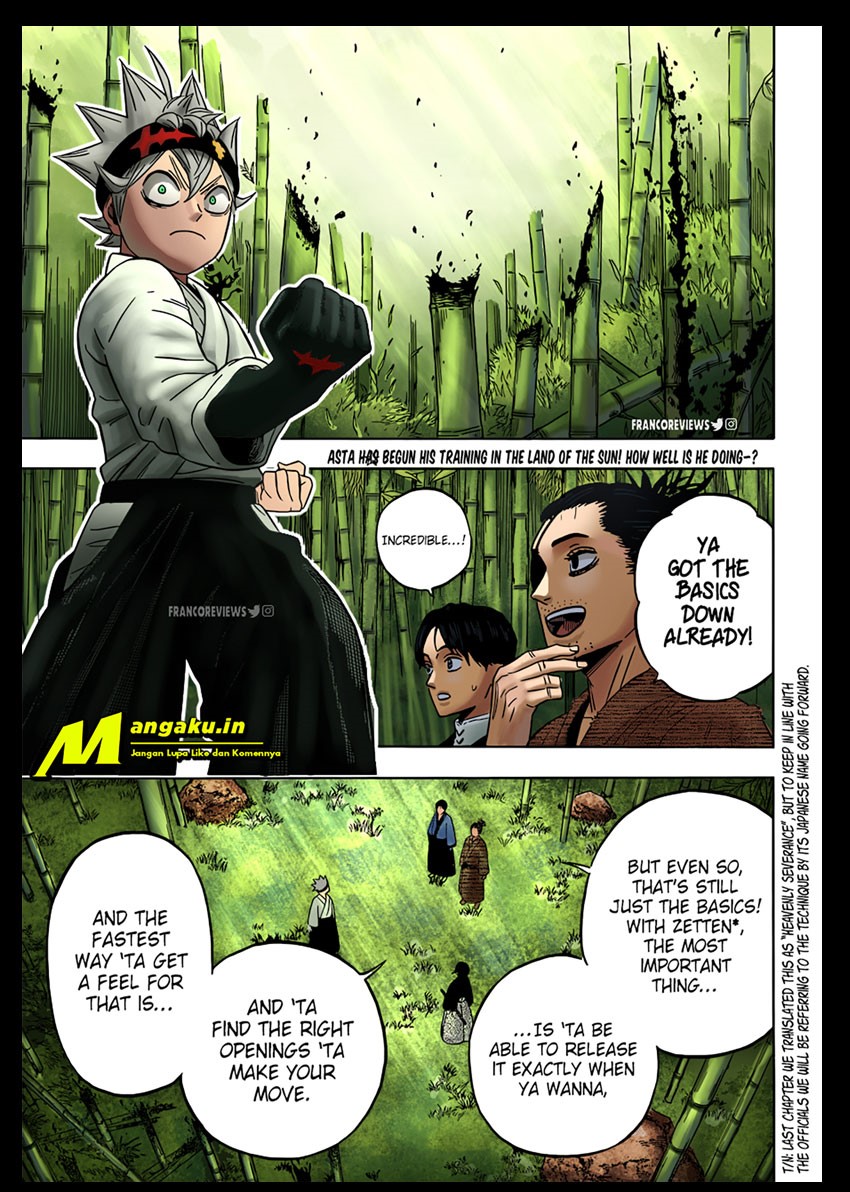 FRANCOREVIEWS
ASTA HAS BEGUN HIS TRAINING IN THE LAND OF THE SUN! HOW WELL IS HE DOING-?
YA
GOT THE
BASICS
DOWN
ALREADY!
INCREDIBLE...!
FRANCOREVIEWS
Mangaku.in
Jangan Lupa Like dan Komennya
BUT EVEN SO,
THAT'S STILL
JUST THE BASICS!
WITH ZETTEN*,
THE MOST
IMPORTANT
THING...
...IS 'TA BE
ABLE TO RELEASE
IT EXACTLY WHEN
YA WANNA,
AND 'TA
FIND THE RIGHT
OPENINGS 'TA
MAKE YOUR
MOVE.
AND THE
FASTEST
WAY 'TA GET
A FEEL FOR
THAT IS...
T/N: LAST CHAPTER WE TRANSLATED THIS AS "HEAVENLY SEVERANCE", BUT TO KEEP IN LINE WITH
THE OFFICIALS WE WILL BE REFERRING TO THE TECHNIQUE BY ITS JAPANESE NAME GOING FORWARD.